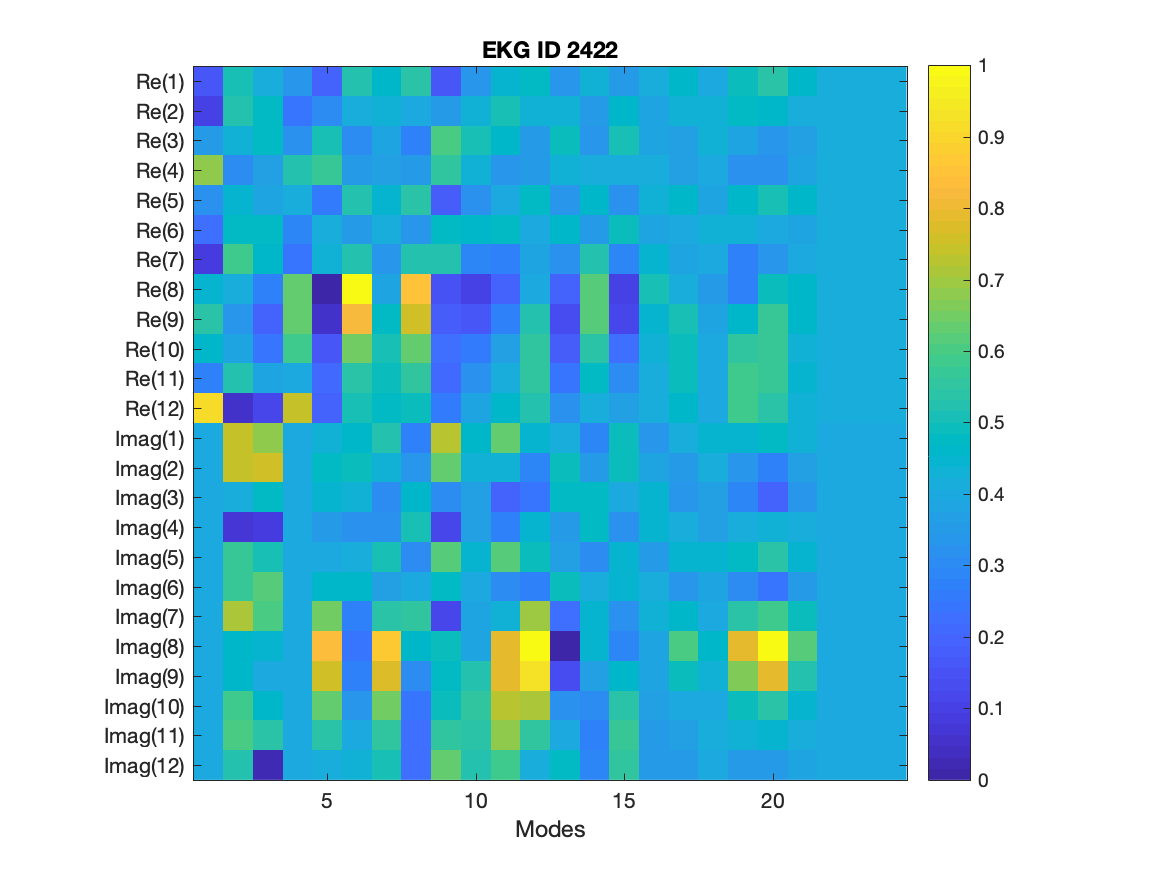 EKG ID 2422
Re(1)
Re(2)
Re(3)
Re(4)
Re(5)
Re(6)
Re(7)
Re(8)
Re(9)
Re(10)
Re(11)
Re(12)
Imag(1)
Imag(2)
Imag(3)
Imag(4)
Imag(5)
Imag(6)
Imag(7)
Imag(8)
Imag(9)
Imag(10)
Imag(11)
Imag(12)
5 10 15 20
Modes
1
0.9
0.8
0.7
0.6
0.5
0.4
0.3
0.2
0.1
0